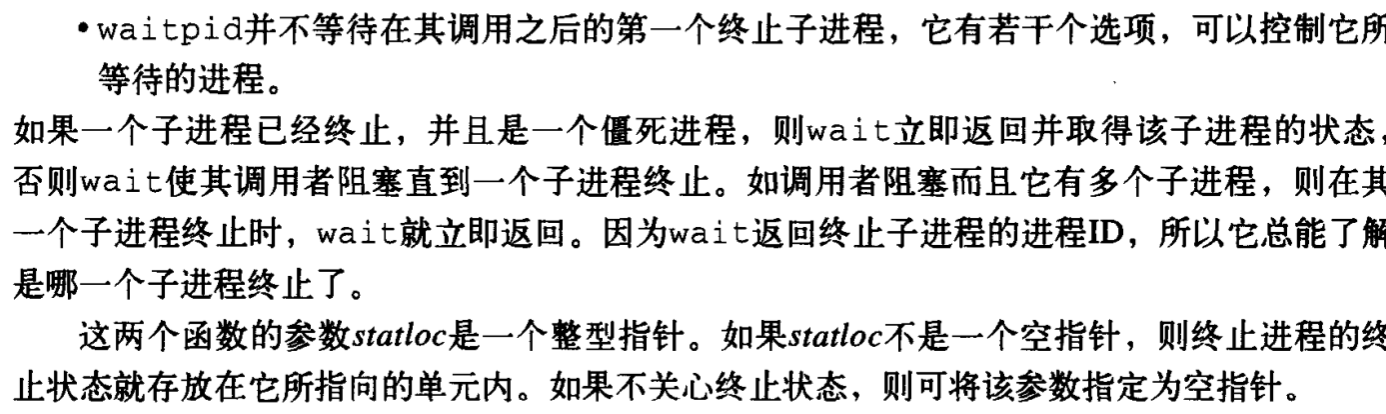 •waitpid并不等待在其调用之后的第一个终止子进程，它有若干个选项，可以控制它所
等待的进程。
如果一个子进程已经终止，并且是一个僵死进程，则wait立即返回并取得该子进程的状态，
否则wait使其调用者阻塞直到一个子进程终止。如调用者阻塞而且它有多个子进程，则在其
一个子进程终止时，wait就立即返回。因为wait返回终止子进程的进程ID，所以它总能了解
是哪一个子进程终止了。
这两个函数的参数statloc是一个整型指针。如果statloc不是一个空指针，则终止进程的终
止状态就存放在它所指向的单元内。如果不关心终止状态，则可将该参数指定为空指针。